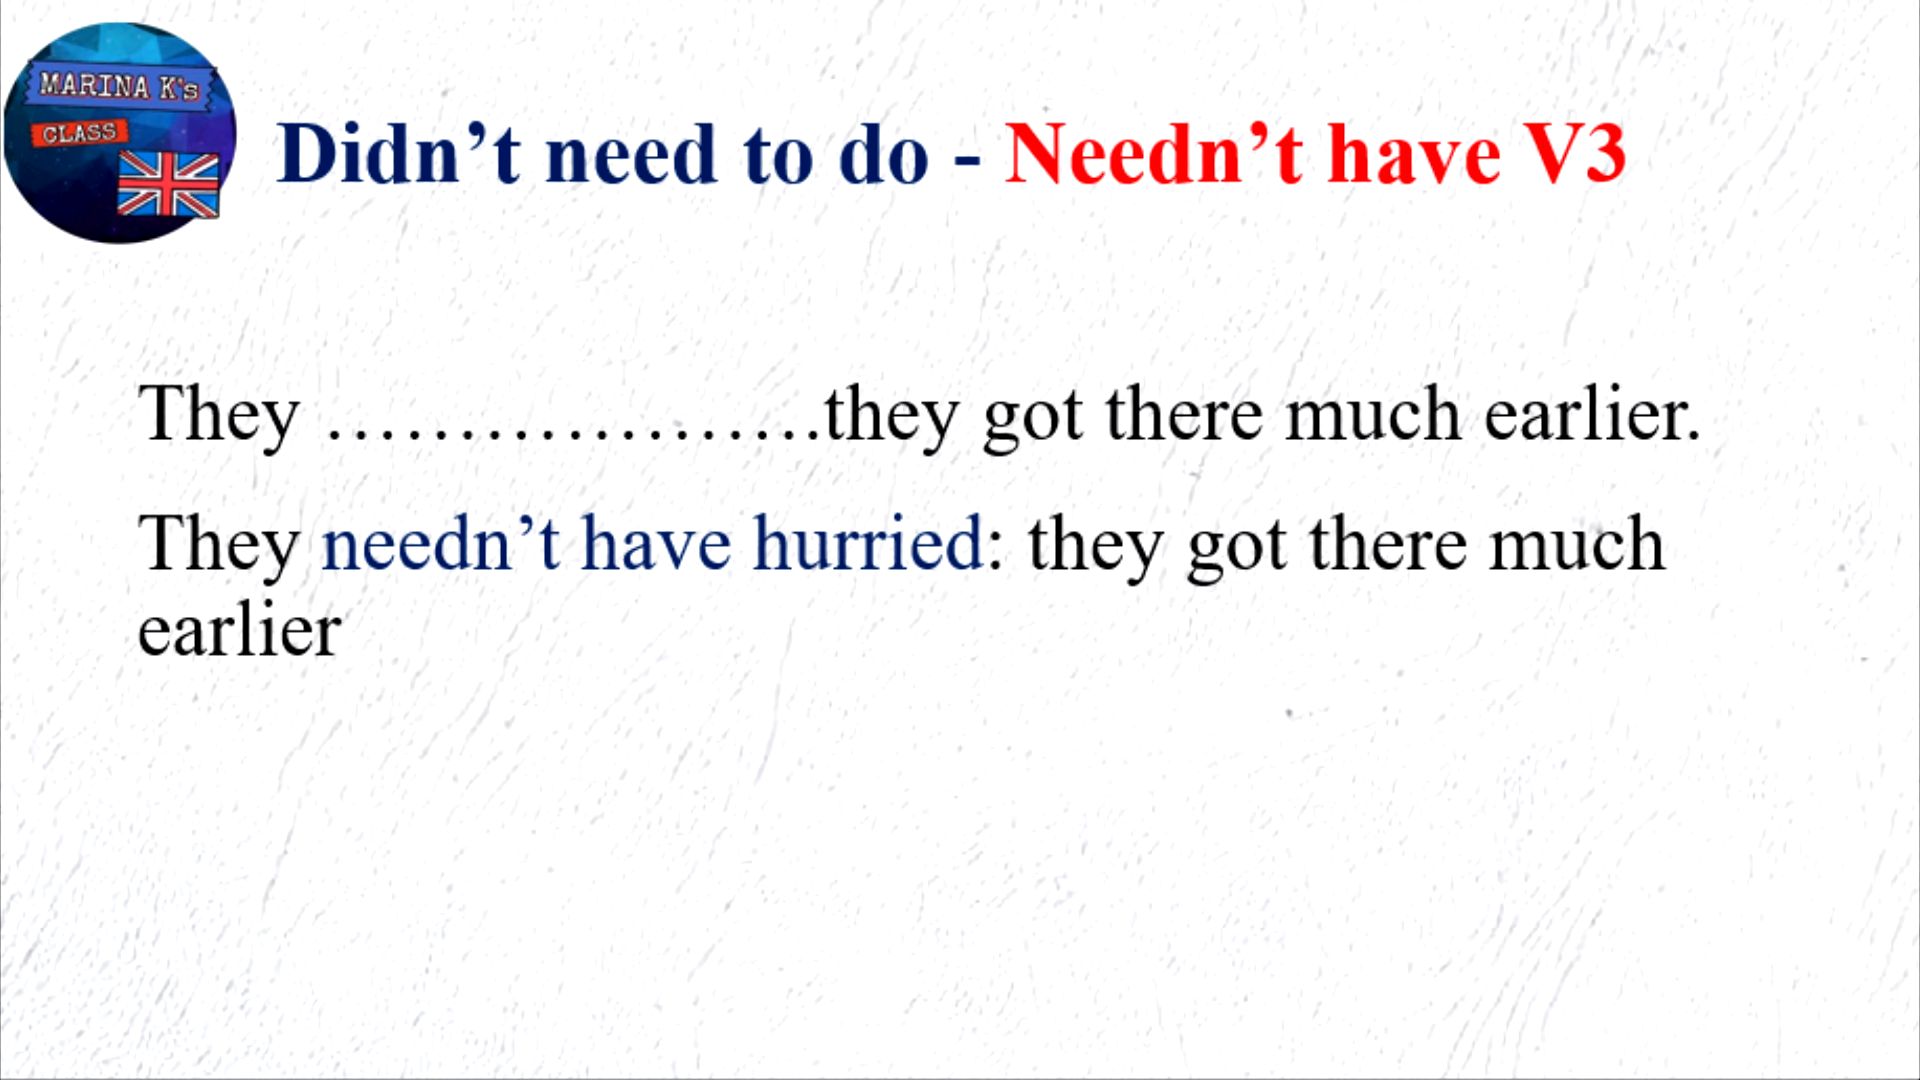 MARINA K's
CLASS
Didn’t need to do - Needn’t have V3
They ………………….they got there much earlier.
They needn’t have hurried: they got there much
earlier